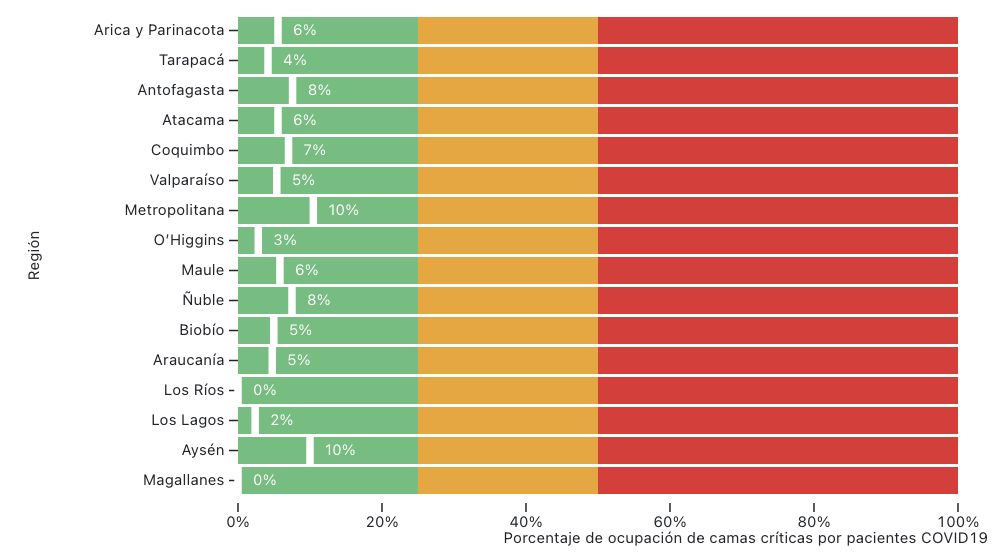 Región
Arica y Parinacota 6%
Tarapacá 4%
Antofagasta 8%
Atacama 6%
Coquimbo 7%
Valparaíso 5%
Metropolitana 10%
O’Higgins 3%
Maule 6%
Ñuble 8%
Biobío 5%
Araucanía 5%
Los Ríos 0%
Los Lagos 2%
Aysén 10%
Magallanes 0%
0% 20% 40% 60% 80% 100%
Porcentaje de ocupación de camas críticas por pacientes COVID19